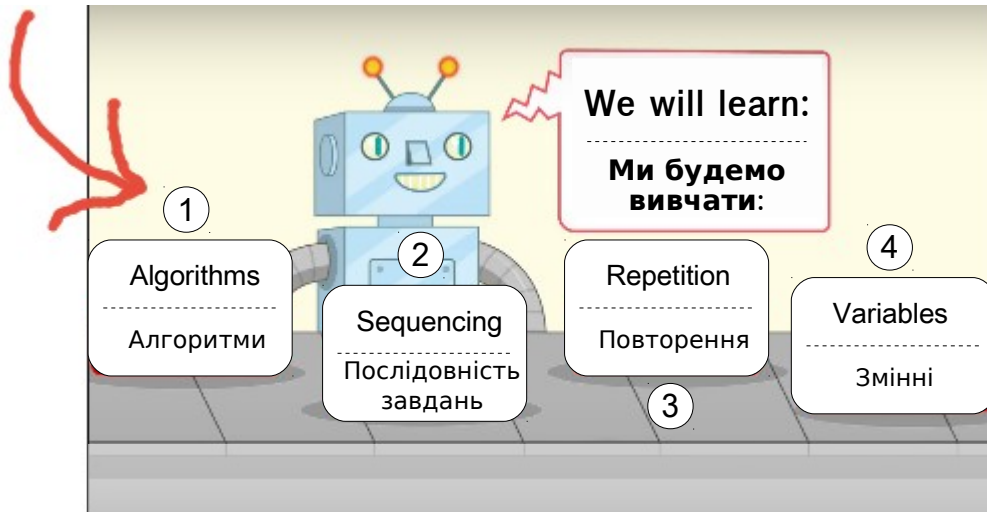 We will learn:
Ми будемо
вивчати:
1
Algorithms
Алгоритми
2
Sequencing
Послідовність
завдань
Repetition
Повторення
3
4
Variables
Змінні